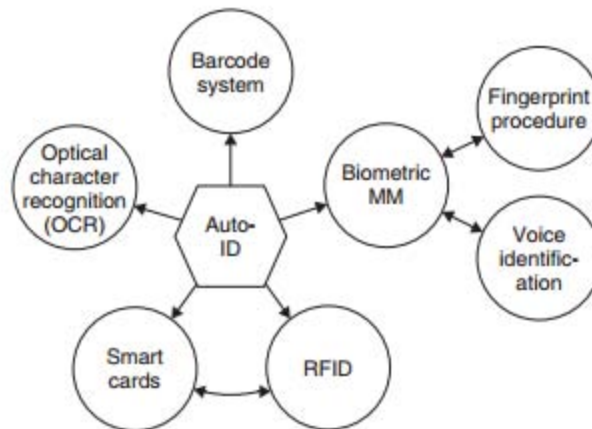 Barcode
system
Fingerprint
procedure
Optical
character
recognition
(OCR)
Biometric
MM
Auto-
ID
Voice
identific-
ation
Smart
cards
RFID